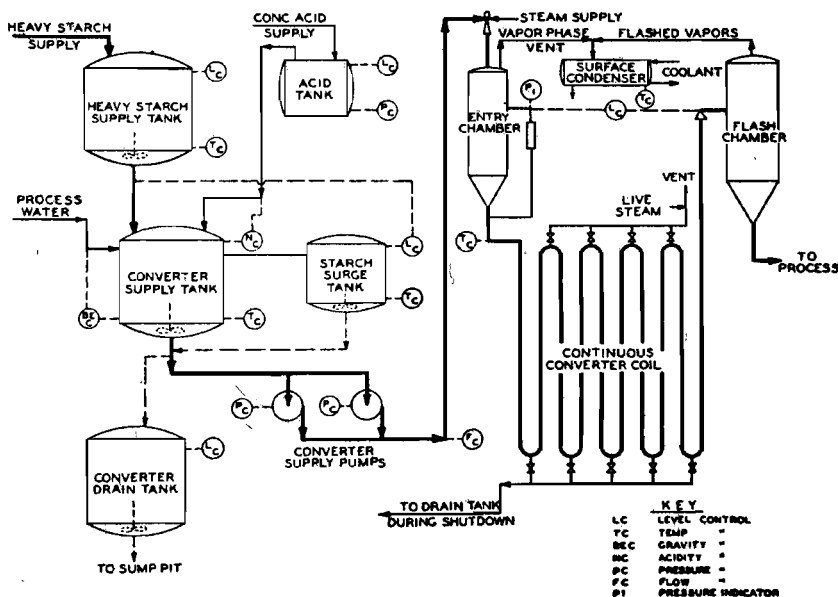 HEAVY STARCH
SUPPLY
CONC ACID
SUPPLY
STEAM SUPPLY
VAPOR PHASE
VENT
FLASHED VAPORS
LC
HEAVY STARCH
SUPPLY TANK
TC
ACID
TANK
LC
PC
ENTRY
CHAMBER
PI
SURFACE
CONDENSER
COOLANT
TC
LC
FLASH
CHAMBER
VENT
LIVE
STEAM
PROCESS
WATER
NC
LC
CONVERTER
SUPPLY TANK
STARCH
SURGE
TANK
TC
BEC
TC
TC
TO
PROCESS
CONTINUOUS
CONVERTER COIL
PC
PC
FC
CONVERTER
SUPPLY PUMPS
LC
CONVERTER
DRAIN TANK
TO SUMP PIT
TO DRAIN TANK
DURING SHUTDOWN
KEY
LC LEVEL CONTROL
TC TEMP "
BEC GRAVITY "
NC ACIDITY "
PC PRESSURE "
FC FLOW "
PI PRESSURE INDICATOR